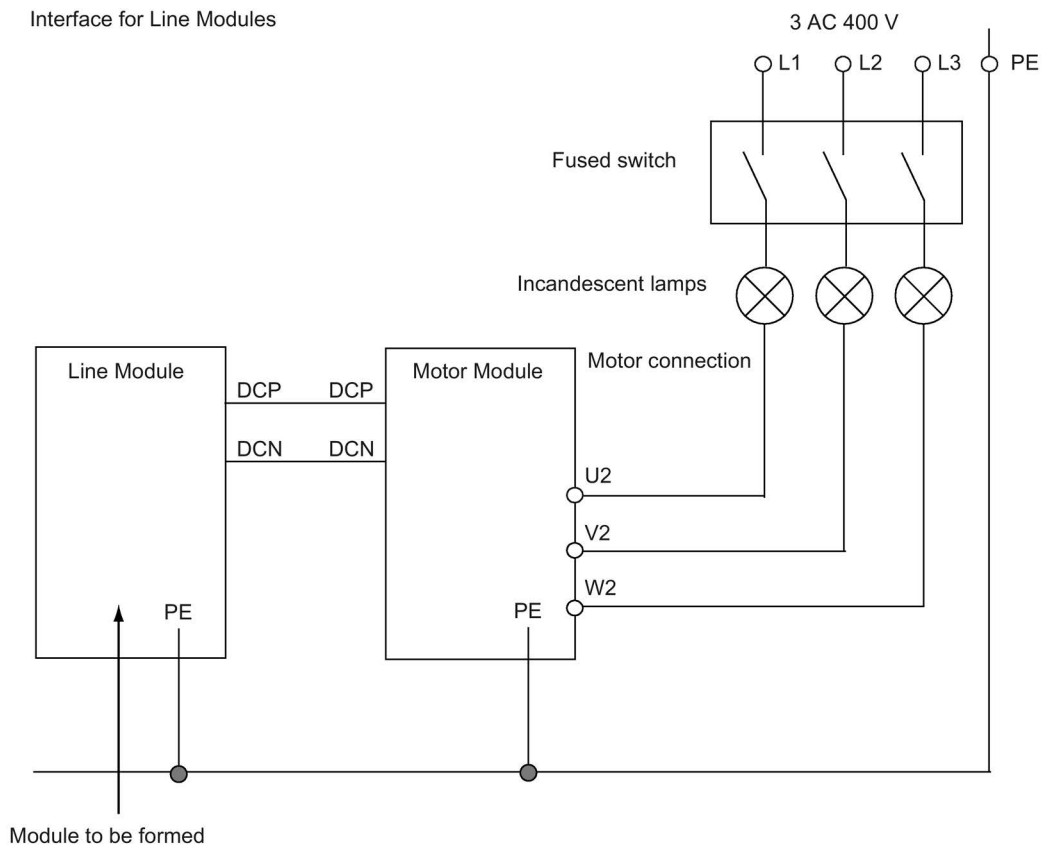 Interface for Line Modules
3 AC 400 V
L1
L2
L3
PE
Fused switch
Incandescent lamps
Line Module
Motor Module
Motor connection
DCP
DCP
DCN
DCN
U2
V2
W2
PE
PE
Module to be formed